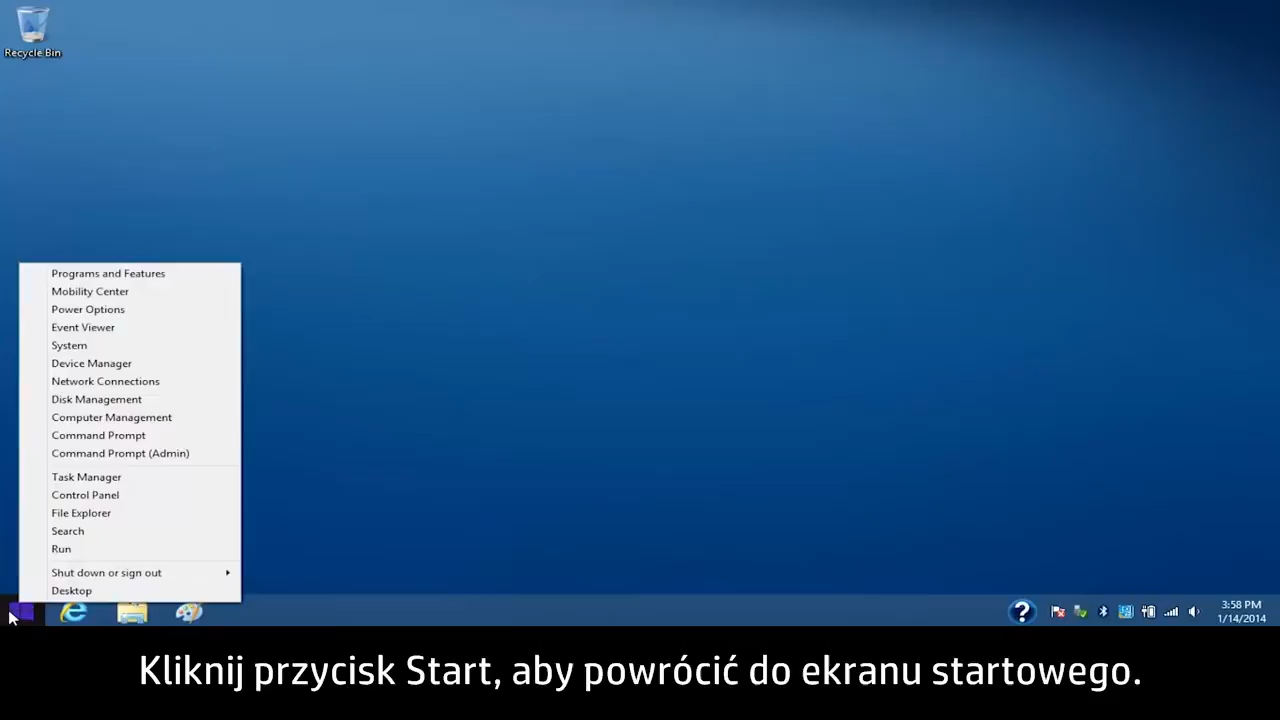 Recycle Bin
Programs and Features
Mobility Center
Power Options
Event Viewer
System
Device Manager
Network Connections
Disk Management
Computer Management
Command Prompt
Command Prompt (Admin)
Task Manager
Control Panel
File Explorer
Search
Run
Shut down or sign out
Desktop
?
3:58 PM
1/14/2014
Kliknij przycisk Start, aby powrócić do ekranu startowego.